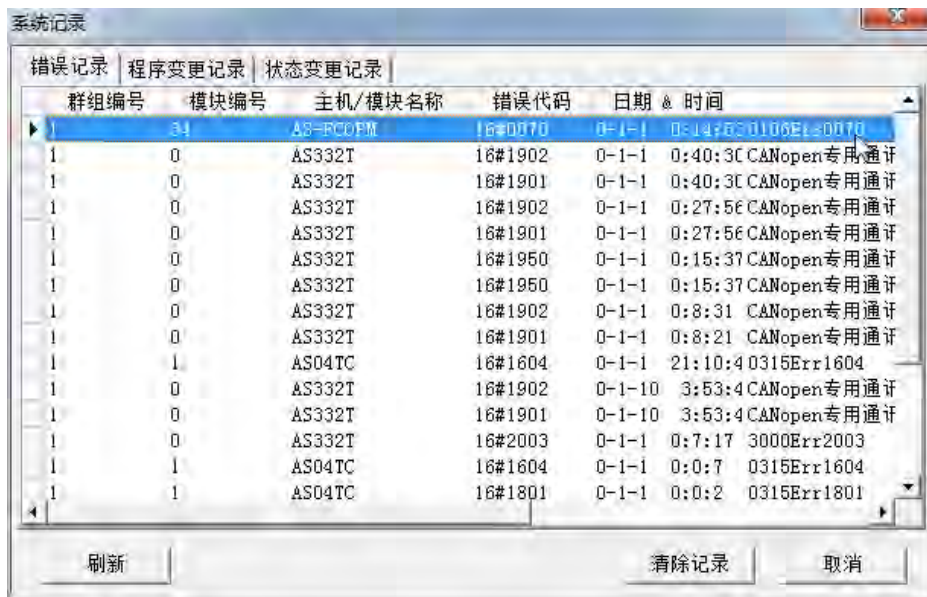 系统记录
错误记录 程序变更记录 状态变更记录
群组编号 模块编号 主机/模块名称 错误代码 日期 & 时间
1 34 AS-FCOPM 16#0070 0-1-1
1 0 AS332T 16#1902 0-1-1 0:40:30 CANopen专用通讯
1 0 AS332T 16#1901 0-1-1 0:40:30 CANopen专用通讯
1 0 AS332T 16#1902 0-1-1 0:27:56 CANopen专用通讯
1 0 AS332T 16#1901 0-1-1 0:27:56 CANopen专用通讯
1 0 AS332T 16#1950 0-1-1 0:15:37 CANopen专用通讯
1 0 AS332T 16#1950 0-1-1 0:15:37 CANopen专用通讯
1 0 AS332T 16#1902 0-1-1 0:8:31 CANopen专用通讯
1 0 AS332T 16#1901 0-1-1 0:8:21 CANopen专用通讯
1 1 AS04TC 16#1604 0-1-1 21:10:4 0315Err1604
1 0 AS332T 16#1902 0-1-10 3:53:4 CANopen专用通讯
1 0 AS332T 16#1901 0-1-10 3:53:4 CANopen专用通讯
1 0 AS332T 16#2003 0-1-1 0:7:17 3000Err2003
1 1 AS04TC 16#1604 0-1-1 0:0:7 0315Err1604
1 1 AS04TC 16#1801 0-1-1 0:0:2 0315Err1801
刷新 清除记录 取消